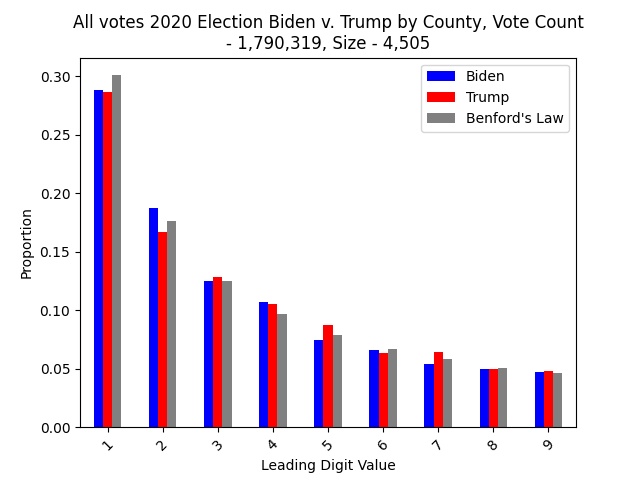 All votes 2020 Election Biden v. Trump by County, Vote Count
- 1,790,319, Size - 4,505
Biden
Trump
Benford's Law
Proportion
0.30
0.25
0.20
0.15
0.10
0.05
0.00
1 2 3 4 5 6 7 8 9
Leading Digit Value